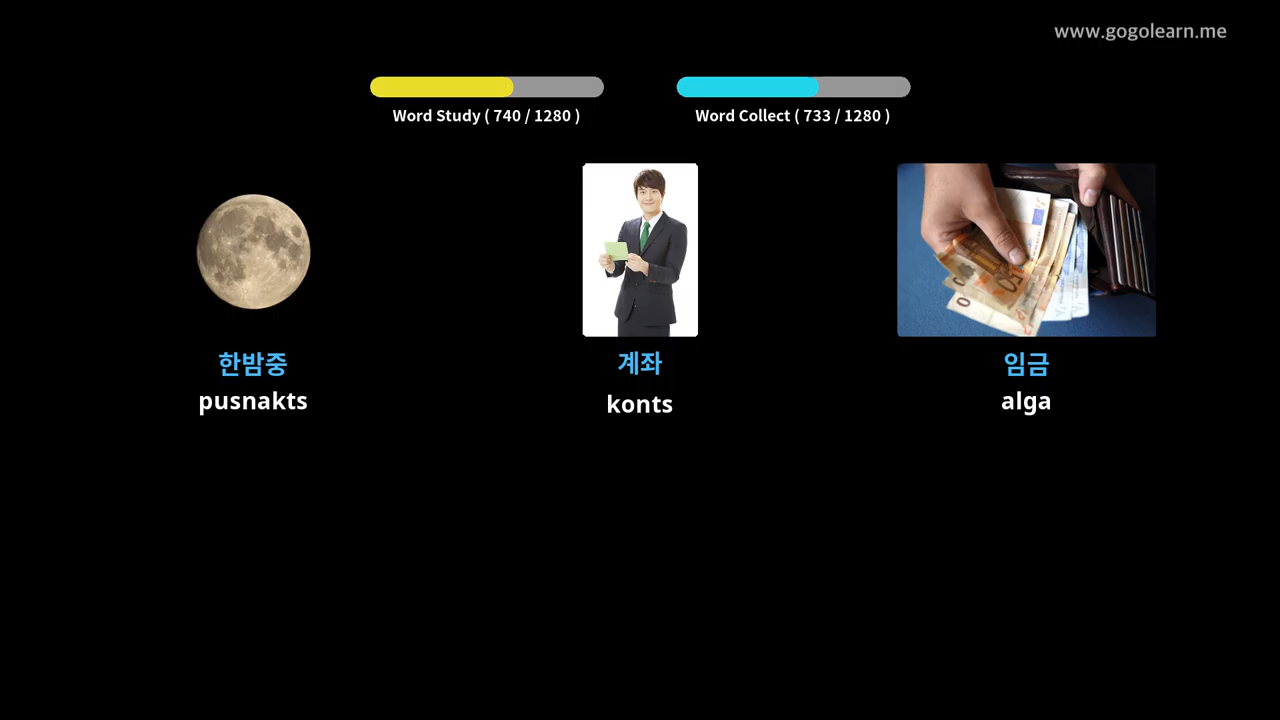 www.gogolearn.me
Word Study ( 740 / 1280 )
Word Collect ( 733 / 1280 )
한밤중
pusnakts
계좌
konts
임금
alga